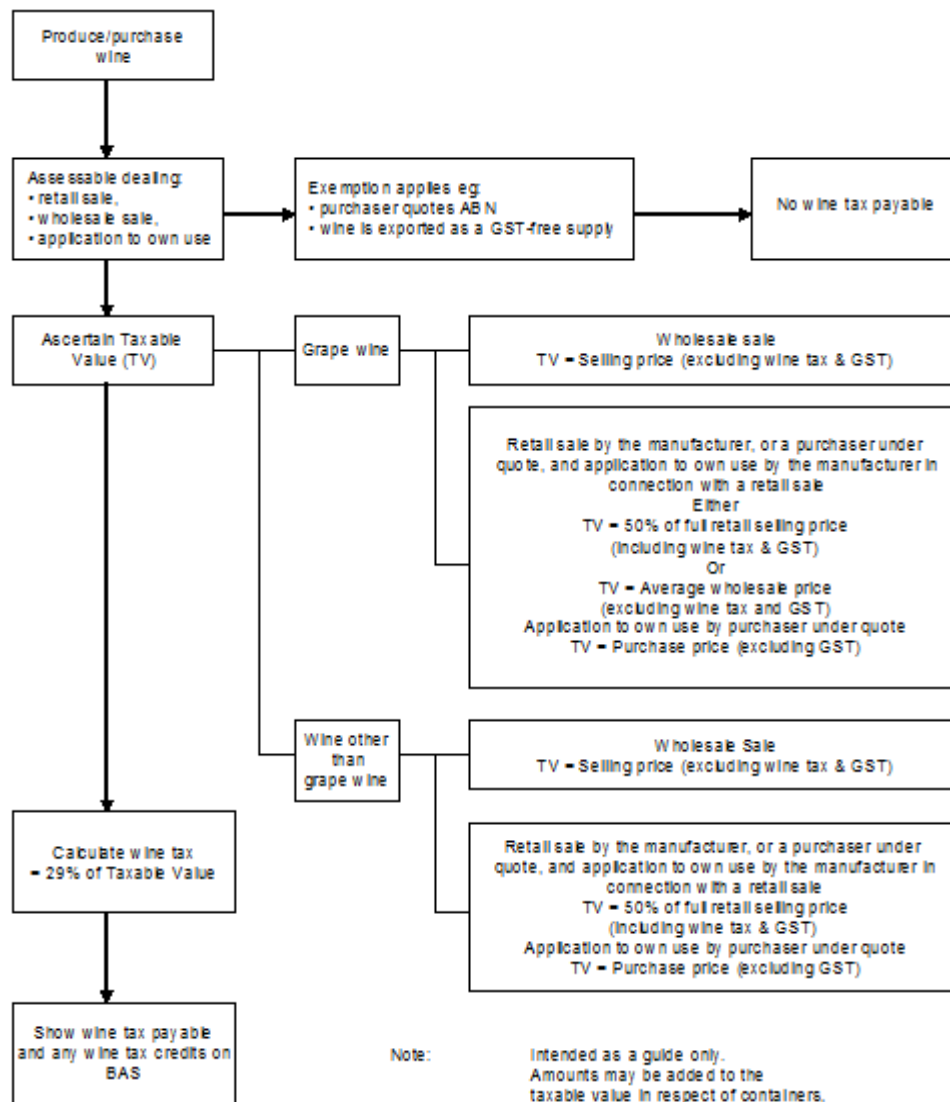 Produce/purchase
wine
Assessable dealing:
• retail sale,
• wholesale sale,
• application to own use
Exemption applies eg:
• purchaser quotes ABN
• wine is exported as a GST-free supply
No wine tax payable
Ascertain Taxable
Value (TV)
Grape wine
Wholesale sale
TV = Selling price (excluding wine tax & GST)
Retail sale by the manufacturer, or a purchaser under
quote, and application to own use by the manufacturer in
connection with a retail sale
Either
TV = 50% of full retail selling price
(including wine tax & GST)
Or
TV = Average wholesale price
(excluding wine tax and GST)
Application to own use by purchaser under quote
TV = Purchase price (excluding GST)
Wine other
than
grape wine
Wholesale Sale
TV = Selling price (excluding wine tax & GST)
Calculate wine tax
= 29% of Taxable Value
Retail sale by the manufacturer, or a purchaser under
quote, and application to own use by the manufacturer in
connection with a retail sale
TV = 50% of full retail selling price
(including wine tax & GST)
Application to own use by purchaser under quote
TV = Purchase price (excluding GST)
Show wine tax payable
and any wine tax credits on
BAS
Note:
Intended as a guide only.
Amounts may be added to the
taxable value in respect of containers.